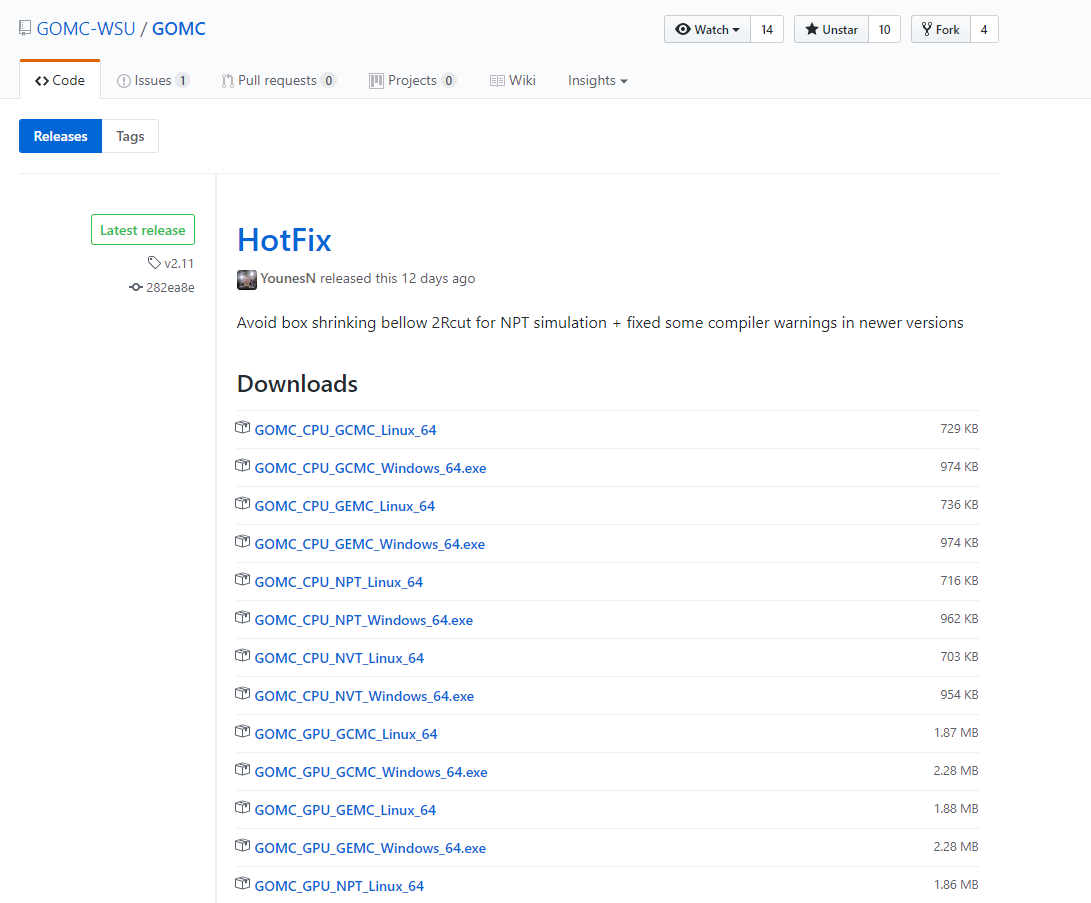 GOMC-WSU / GOMC
Watch 14 Unstar 10 Fork 4
Code Issues 1 Pull requests 0 Projects 0 Wiki Insights
Releases Tags
Latest release
v2.11
282ea8e
HotFix
YounesN released this 12 days ago
Avoid box shrinking bellow 2Rcut for NPT simulation + fixed some compiler warnings in newer versions
Downloads
GOMC_CPU_GCMC_Linux_64 729 KB
GOMC_CPU_GCMC_Windows_64.exe 974 KB
GOMC_CPU_GEMC_Linux_64 736 KB
GOMC_CPU_GEMC_Windows_64.exe 974 KB
GOMC_CPU_NPT_Linux_64 716 KB
GOMC_CPU_NPT_Windows_64.exe 962 KB
GOMC_CPU_NVT_Linux_64 703 KB
GOMC_CPU_NVT_Windows_64.exe 954 KB
GOMC_GPU_GCMC_Linux_64 1.87 MB
GOMC_GPU_GCMC_Windows_64.exe 2.28 MB
GOMC_GPU_GEMC_Linux_64 1.88 MB
GOMC_GPU_GEMC_Windows_64.exe 2.28 MB
GOMC_GPU_NPT_Linux_64 1.86 MB